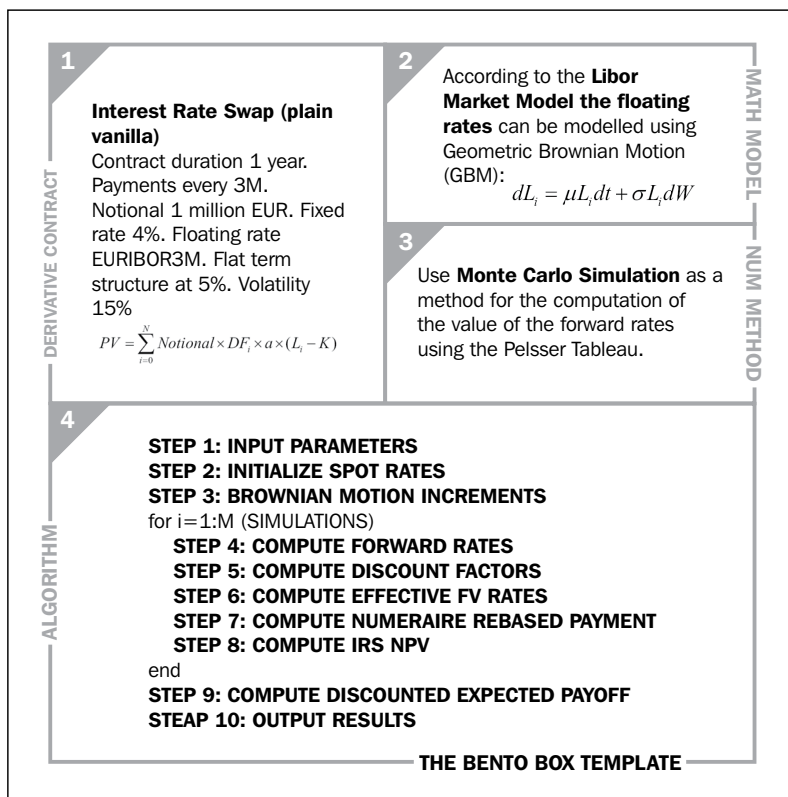 1
DERIVATIVE CONTRACT
Interest Rate Swap (plain
vanilla)
Contract duration 1 year.
Payments every 3M.
Notional 1 million EUR. Fixed
rate 4%. Floating rate
EURIBOR3M. Flat term
structure at 5%. Volatility
15%
PV = \sum_{i=0}^{N} Notional × DF_i × a × (L_i − K)
2
MATH MODEL
According to the Libor
Market Model the floating
rates can be modelled using
Geometric Brownian Motion
(GBM):
dL_i = μL_i dt + σL_i dW
3
NUM METHOD
Use Monte Carlo Simulation as a
method for the computation of
the value of the forward rates
using the Pelsser Tableau.
4
ALGORITHM
STEP 1: INPUT PARAMETERS
STEP 2: INITIALIZE SPOT RATES
STEP 3: BROWNIAN MOTION INCREMENTS
for i=1:M (SIMULATIONS)
STEP 4: COMPUTE FORWARD RATES
STEP 5: COMPUTE DISCOUNT FACTORS
STEP 6: COMPUTE EFFECTIVE FV RATES
STEP 7: COMPUTE NUMERAIRE REBASED PAYMENT
STEP 8: COMPUTE IRS NPV
end
STEP 9: COMPUTE DISCOUNTED EXPECTED PAYOFF
STEAP 10: OUTPUT RESULTS
THE BENTO BOX TEMPLATE